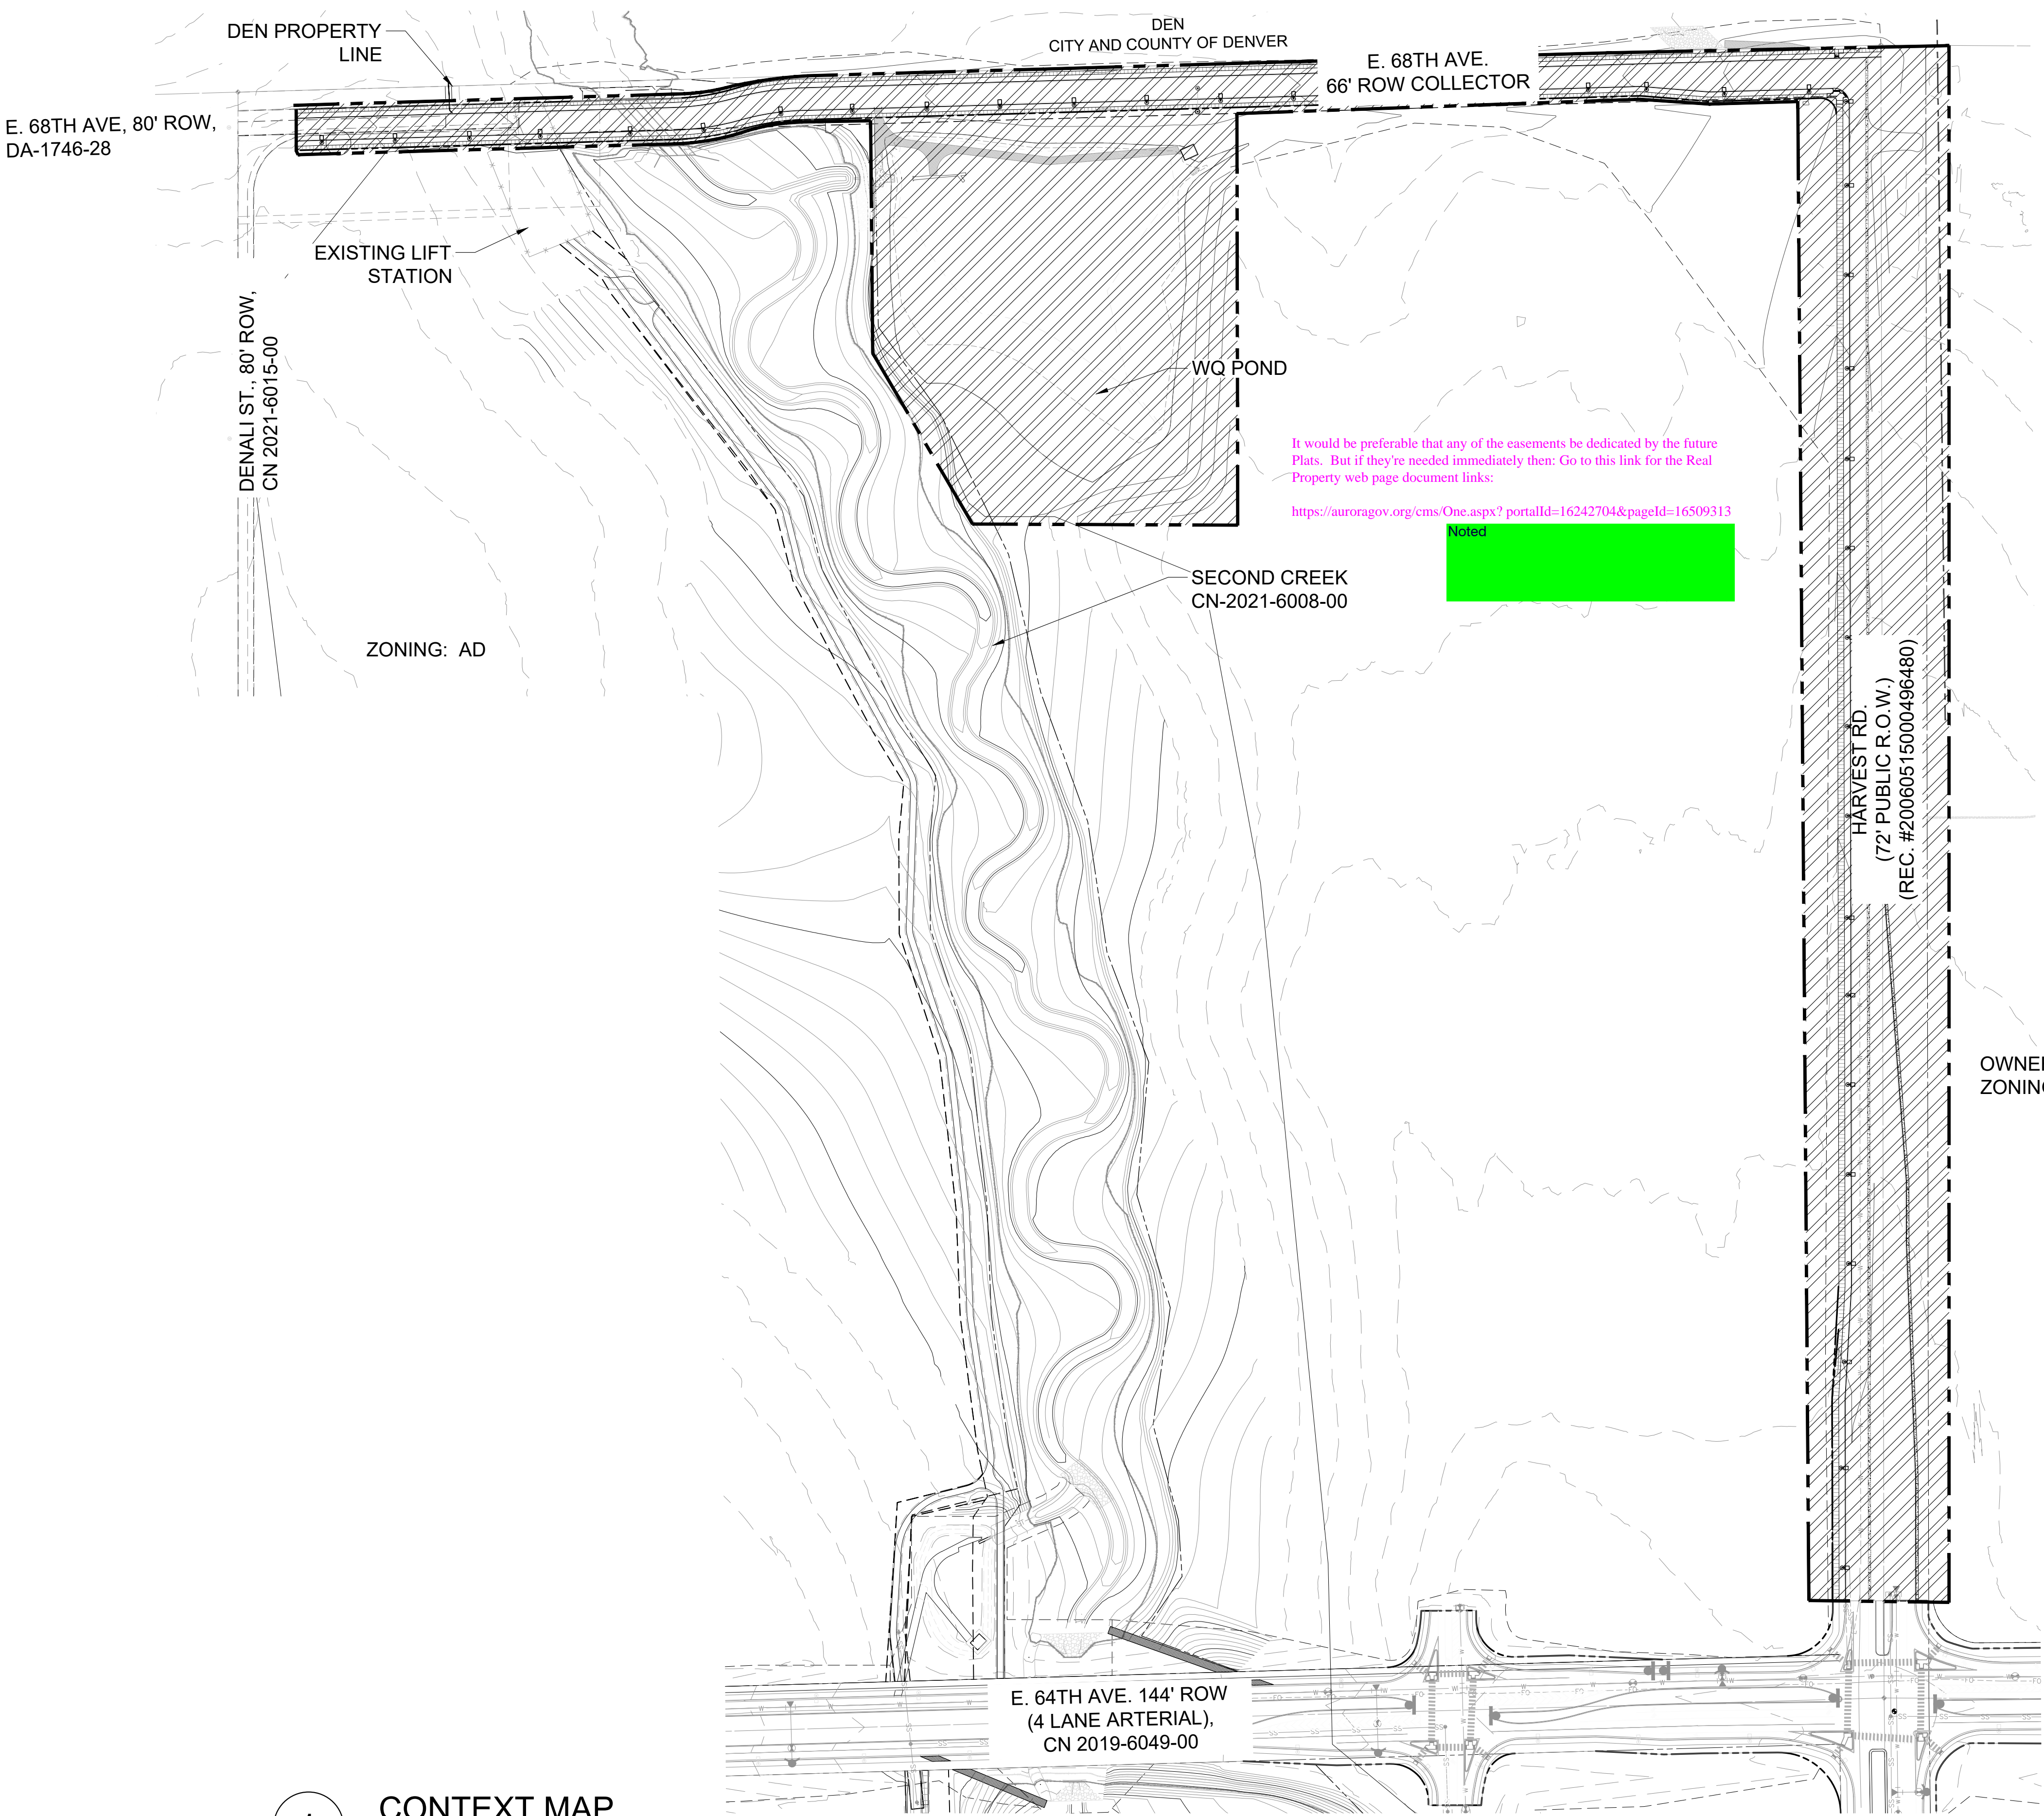 DEN PROPERTY
LINE
DEN
CITY AND COUNTY OF DENVER
E. 68TH AVE.
66' ROW COLLECTOR
E. 68TH AVE, 80' ROW,
DA-1746-28
EXISTING LIFT
STATION
DENALI ST., 80' ROW,
CN 2021-6015-00
WQ POND
It would be preferable that any of the easements be dedicated by the future
Plats. But if they're needed immediately then: Go to this link for the Real
Property web page document links:
https://auroragov.org/cms/One.aspx? portalId=16242704&pageId=16509313
Noted
SECOND CREEK
CN-2021-6008-00
ZONING: AD
HARVEST RD.
(72' PUBLIC R.O.W.)
(REC. #2006051500496480)
E. 64TH AVE. 144' ROW
(4 LANE ARTERIAL),
CN 2019-6049-00
CONTEXT MAP